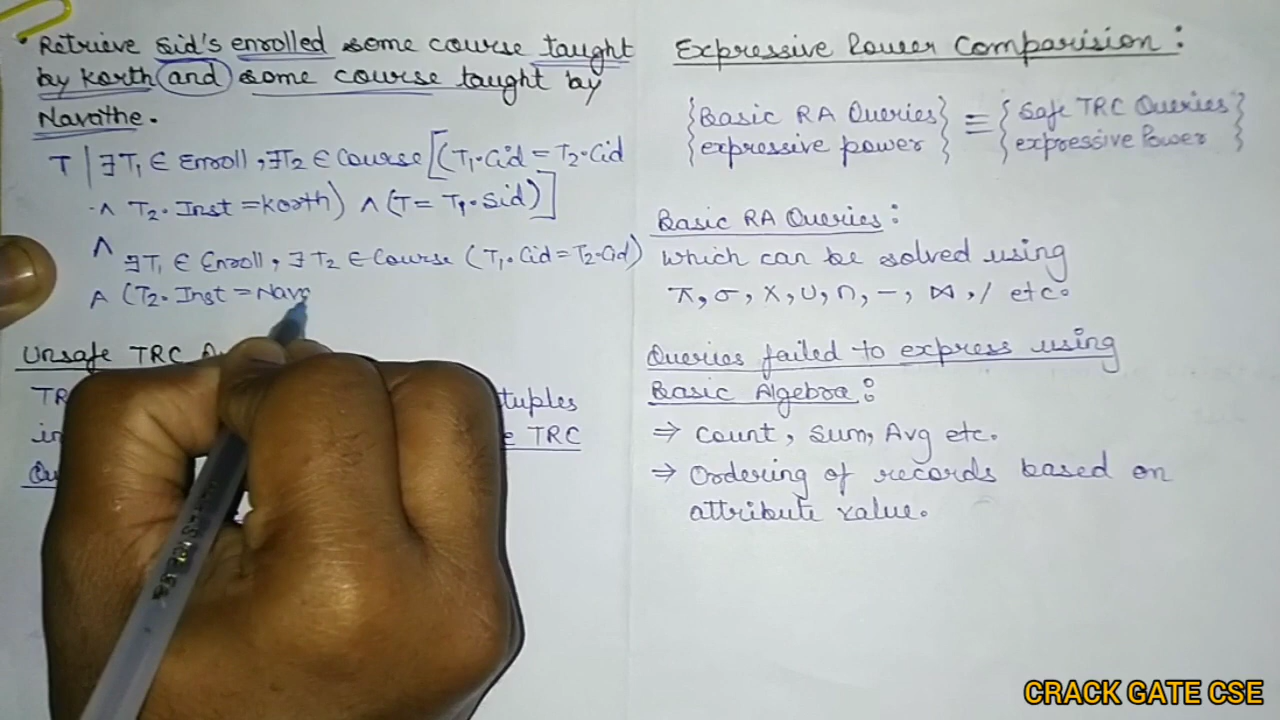 • Retrieve sid's enrolled some course taught
by Korth and some course taught by
Navathe.
T | ∃T₁ ∈ Enroll, ∃T₂ ∈ Course [(T₁.Cid = T₂.Cid
∧ T₂.Inst = Korth) ∧ (T = T₁.Sid)]
∧ ∃T₁ ∈ Enroll, ∃T₂ ∈ Course (T₁.Cid = T₂.Cid)
∧ (T₂.Inst = Nava
Unsafe TRC
TR tuples
in TRC
Qu
Expressive Power Comparision :
{Basic RA Queries expressive power} ≡ {Safe TRC Queries expressive Power}
Basic RA Queries :
which can be solved using
π, σ, X, ∪, ∩, −, ⋈, / etc.
Queries failed to express using
Basic Algebra :
⇒ Count, Sum, Avg etc.
⇒ Ordering of records based on
attribute value.
CRACK GATE CSE